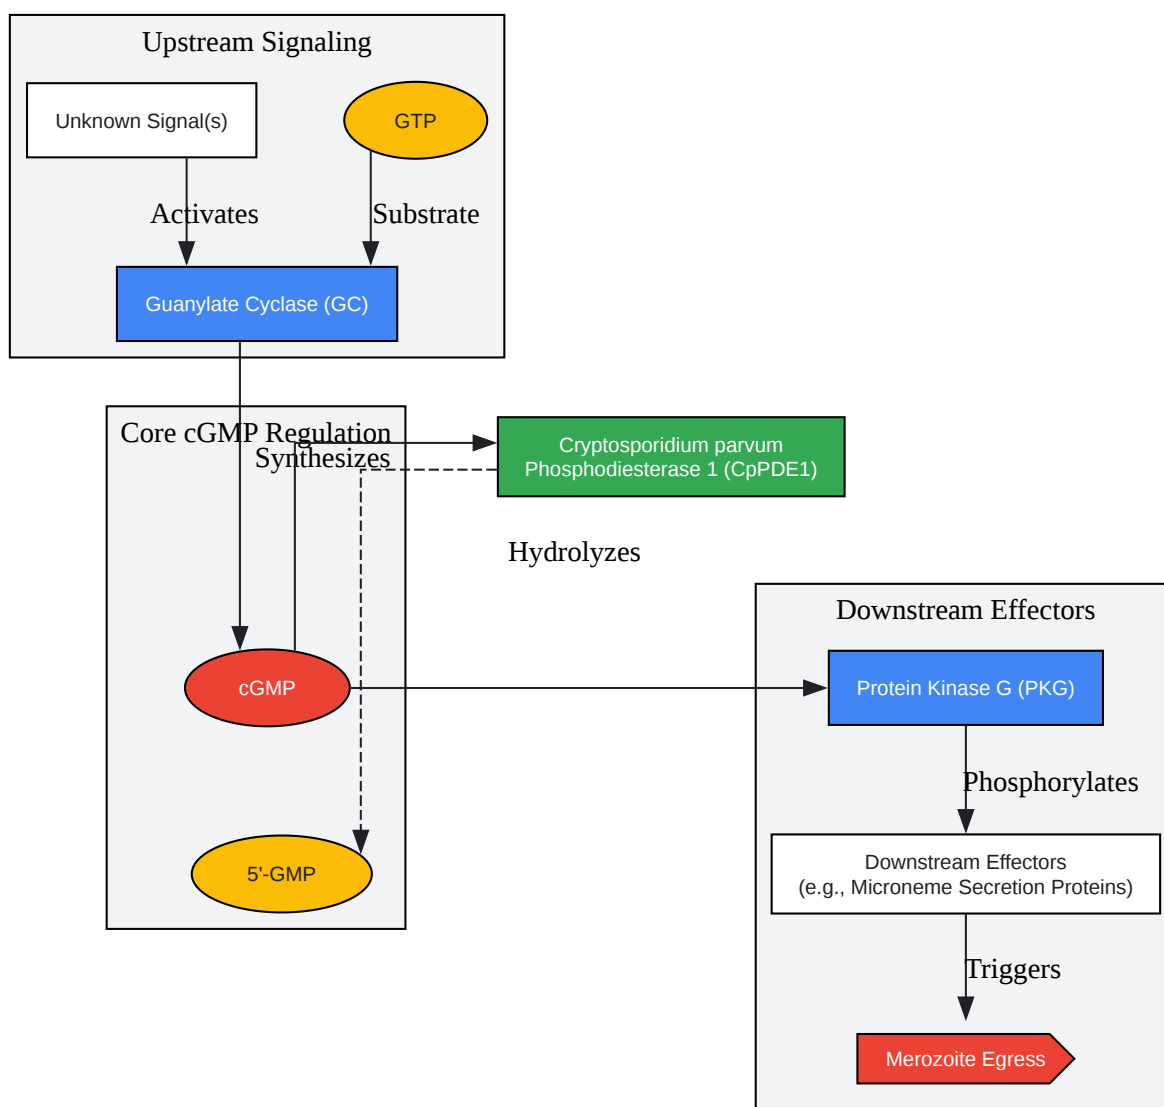 Upstream Signaling
Unknown Signal(s)
GTP
Activates
Substrate
Guanylate Cyclase (GC)
Core cGMP Regulation
Synthesizes
Cryptosporidium parvum
Phosphodiesterase 1 (CpPDE1)
Hydrolyzes
Downstream Effectors
cGMP
Protein Kinase G (PKG)
Phosphorylates
5'-GMP
Downstream Effectors
(e.g., Microneme Secretion Proteins)
Triggers
Merozoite Egress